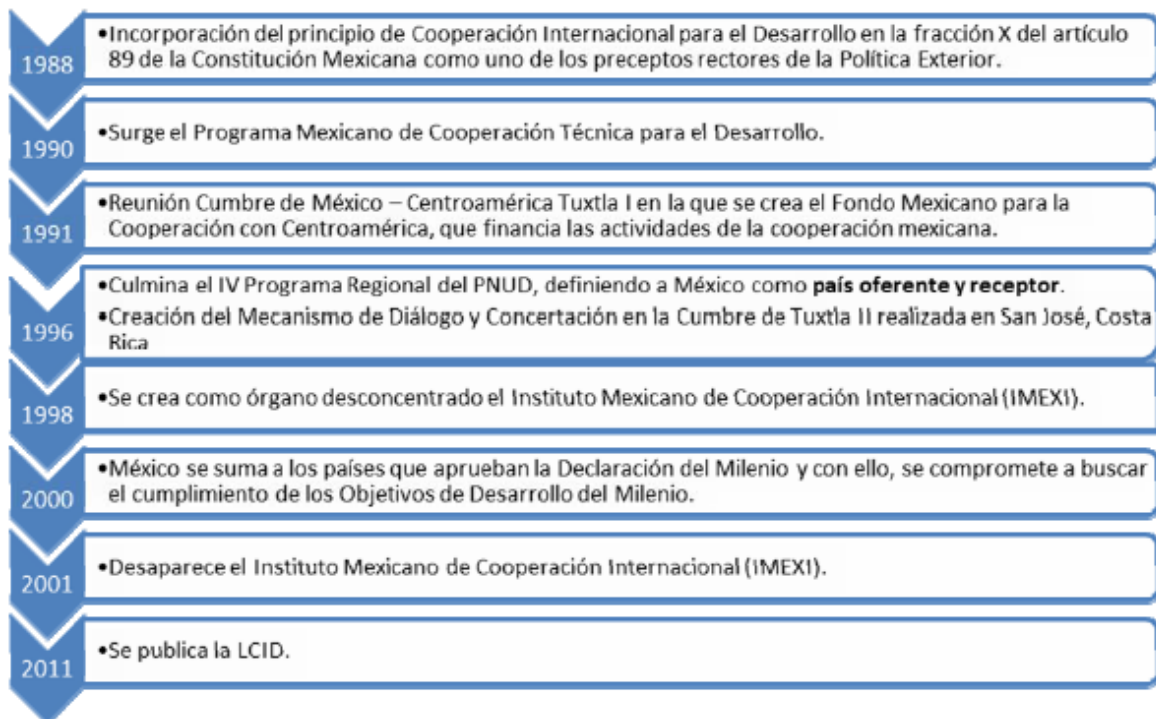 1988
•Incorporación del principio de Cooperación Internacional para el Desarrollo en la fracción X del artículo
89 de la Constitución Mexicana como uno de los preceptos rectores de la Política Exterior.
1990
•Surge el Programa Mexicano de Cooperación Técnica para el Desarrollo.
1991
•Reunión Cumbre de México – Centroamérica Tuxtla I en la que se crea el Fondo Mexicano para la
Cooperación con Centroamérica, que financia las actividades de la cooperación mexicana.
1996
•Culmina el IV Programa Regional del PNUD, definiendo a México como país oferente y receptor.
•Creación del Mecanismo de Diálogo y Concertación en la Cumbre de Tuxtla II realizada en San José, Costa
Rica
1998
•Se crea como órgano desconcentrado el Instituto Mexicano de Cooperación Internacional (IMEXI).
2000
•México se suma a los países que aprueban la Declaración del Milenio y con ello, se compromete a buscar
el cumplimiento de los Objetivos de Desarrollo del Milenio.
2001
•Desaparece el Instituto Mexicano de Cooperación Internacional (IMEXI).
2011
•Se publica la LCID.